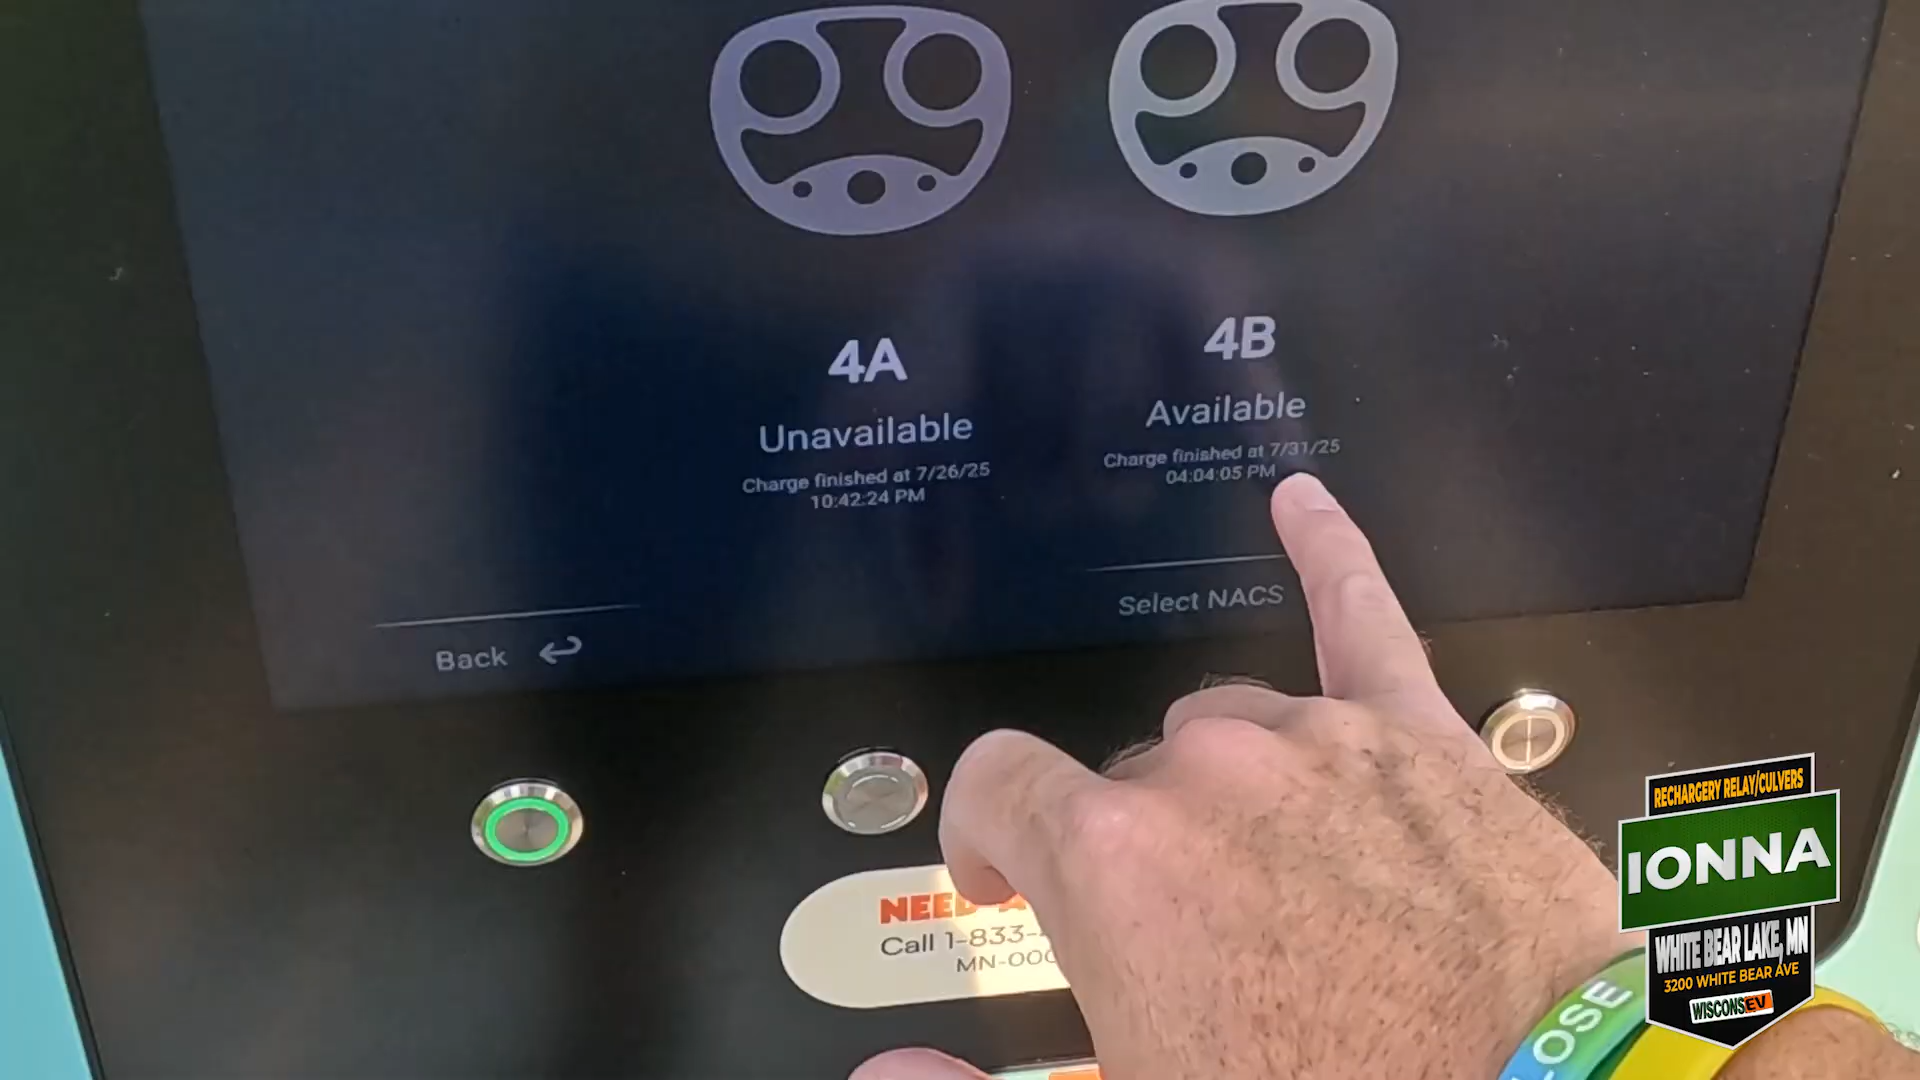 4A
Unavailable
Charge finished at 7/26/25
10:42:24 PM
4B
Available
Charge finished at 7/31/25
04:04:05 PM
Select NACS
Back
NEED
Call 1-833-
MN-000
LOSE
RECHARGERY RELAY/CULVERS
IONNA
WHITE BEAR LAKE, MN
3200 WHITE BEAR AVE
WISCONSEV